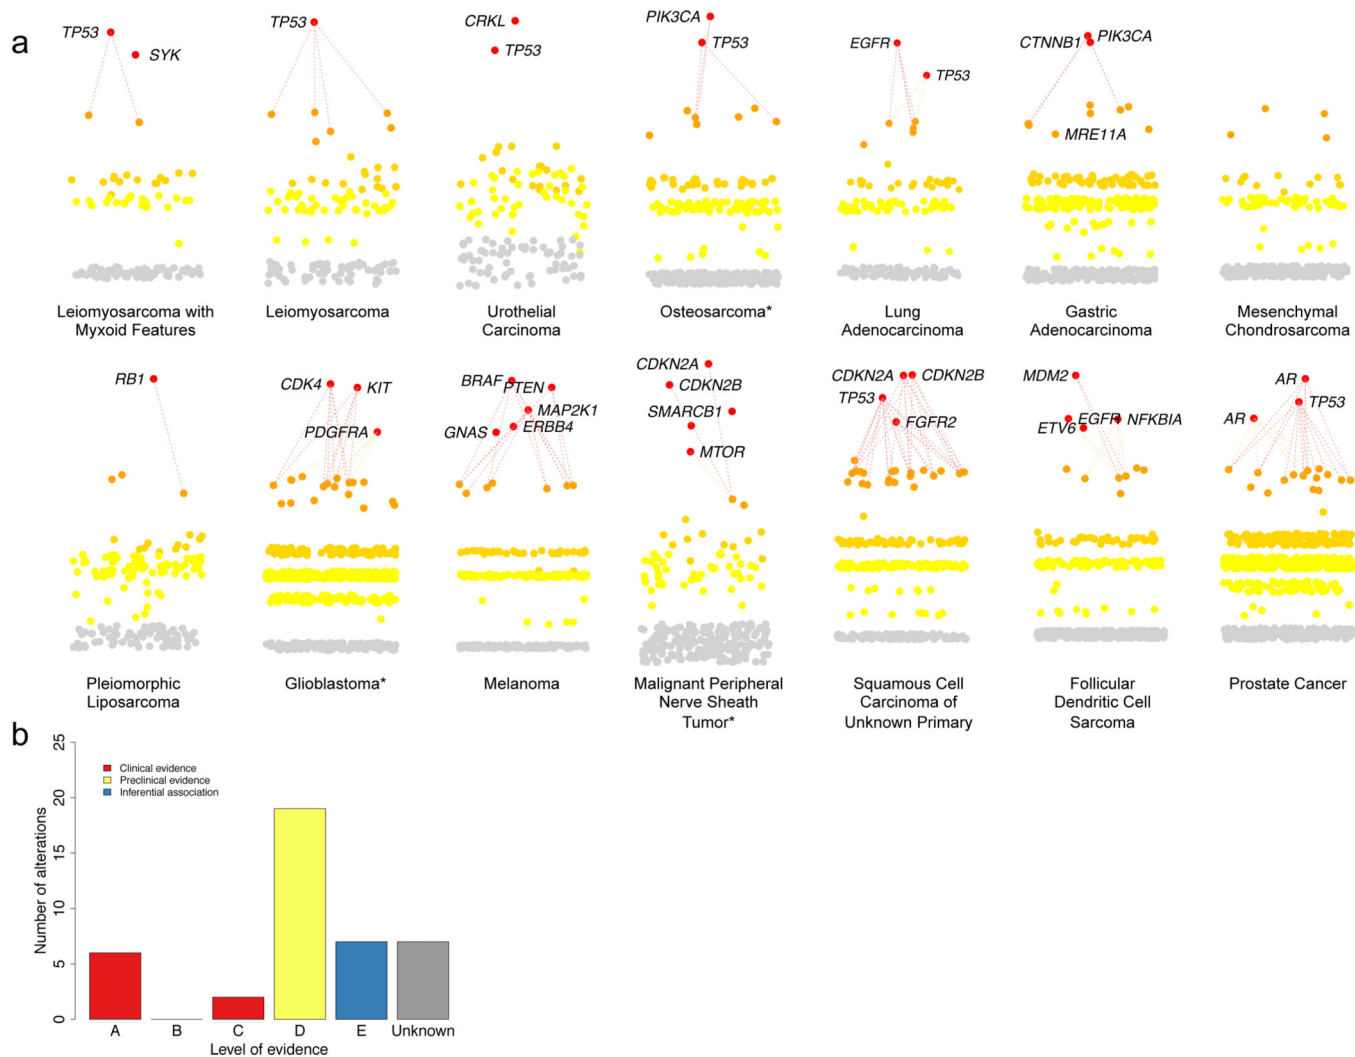 a
TP53
SYK
Leiomyosarcoma with
Myxoid Features
TP53
Leiomyosarcoma
CRKL
TP53
Urothelial
Carcinoma
PIK3CA
TP53
Osteosarcoma*
EGFR
TP53
Lung
Adenocarcinoma
PIK3CA
CTNNB1
MRE11A
Gastric
Adenocarcinoma
Mesenchymal
Chondrosarcoma
RB1
Pleiomorphic
Liposarcoma
CDK4
KIT
PDGFRA
Glioblastoma*
BRAF
PTEN
MAP2K1
ERBB4
GNAS
Melanoma
CDKN2A
CDKN2B
SMARCB1
MTOR
Malignant Peripheral
Nerve Sheath
Tumor*
CDKN2A
CDKN2B
TP53
FGFR2
Squamous Cell
Carcinoma of
Unknown Primary
MDM2
EGFR
NFKBIA
ETV6
Follicular
Dendritic Cell
Sarcoma
AR
TP53
AR
Prostate Cancer
b
25
20
15
10
5
0
Number of alterations
Clinical evidence
Preclinical evidence
Inferential association
A B C D E Unknown
Level of evidence